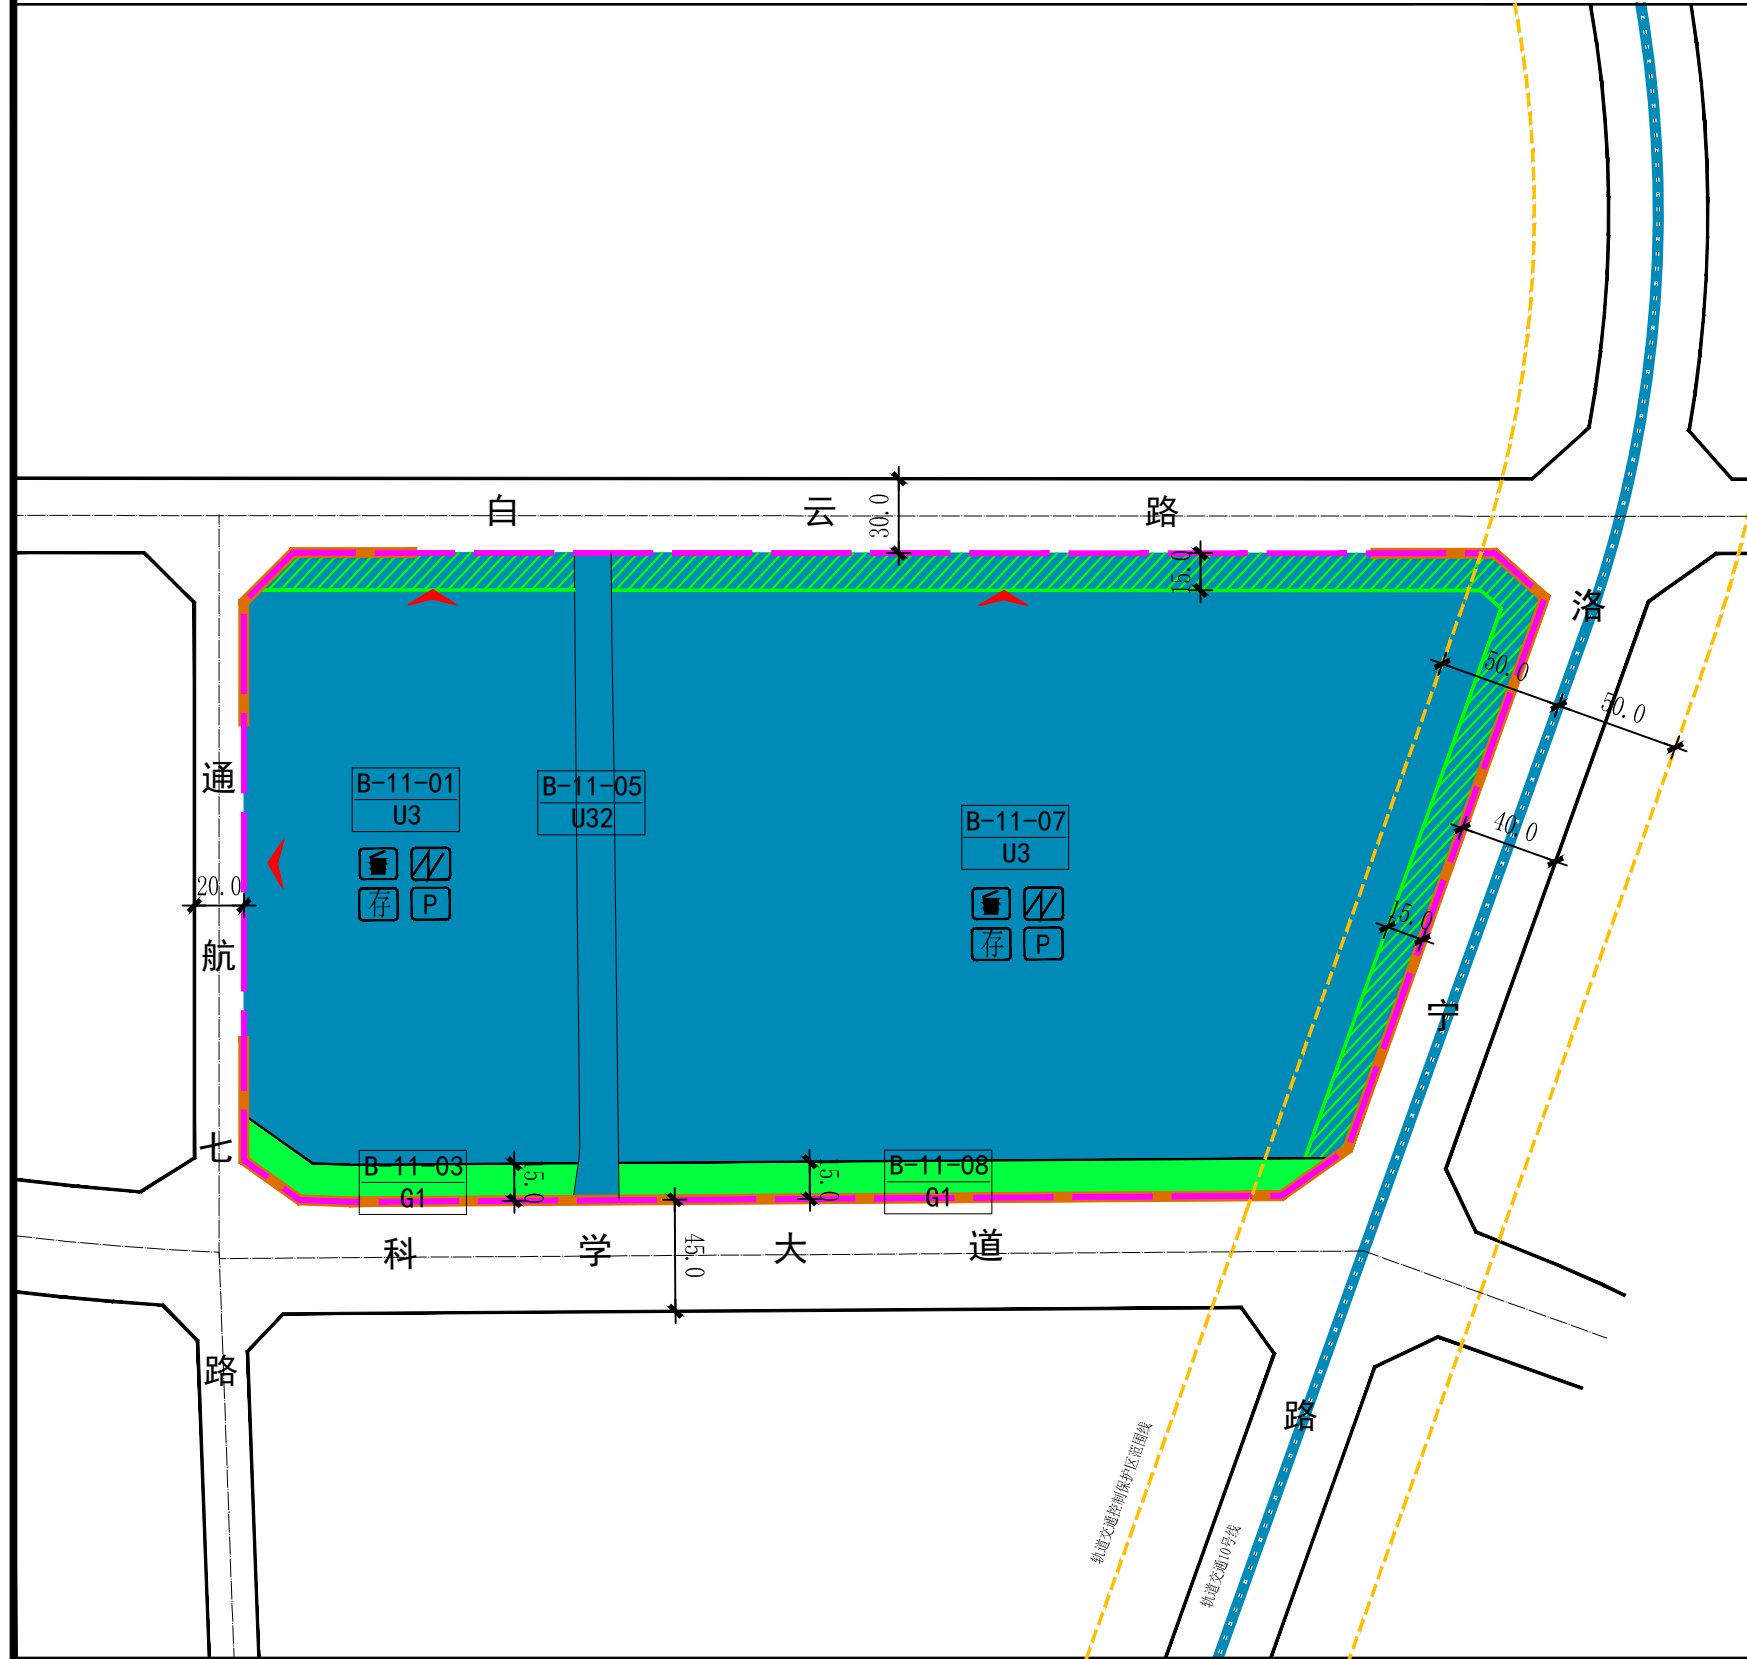 白 云 路
30.0
15.0
洛
50.0
50.0
通
B-11-01
U3
B-11-05
U32
B-11-07
U3
40.0
20.0
存 P
存 P
15.0
航
宁
七
B-11-03
G1
15.0
15.0
B-11-08
G1
科 学 大 道
45.0
路
路
轨道交通控制保护区范围线
轨道交通10号线